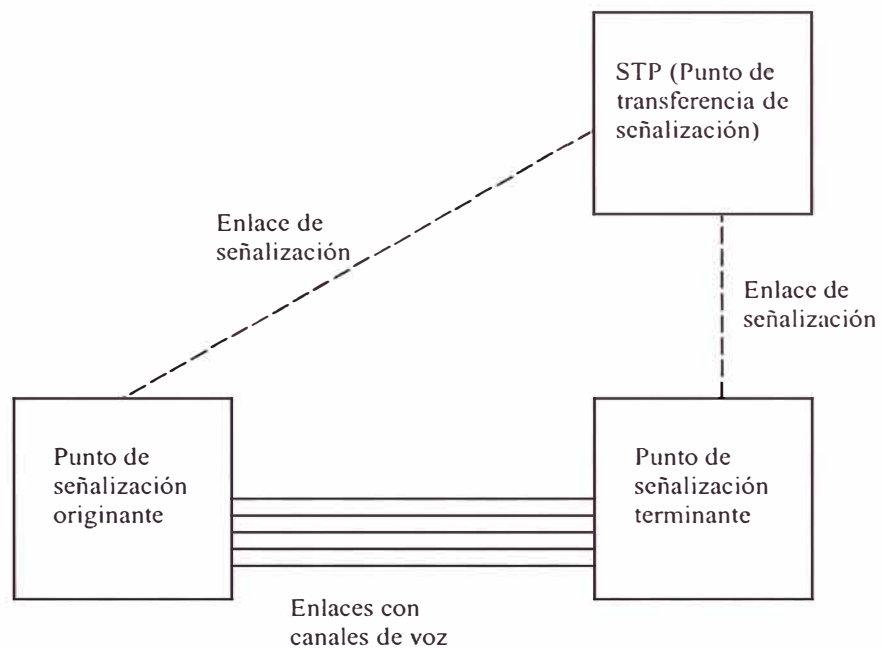 STP (Punto de
transferencia de
señalización)
Enlace de
señalización
Enlace de
señalización
Punto de
señalización
originante
Punto de
señalización
terminante
Enlaces con
canales de voz